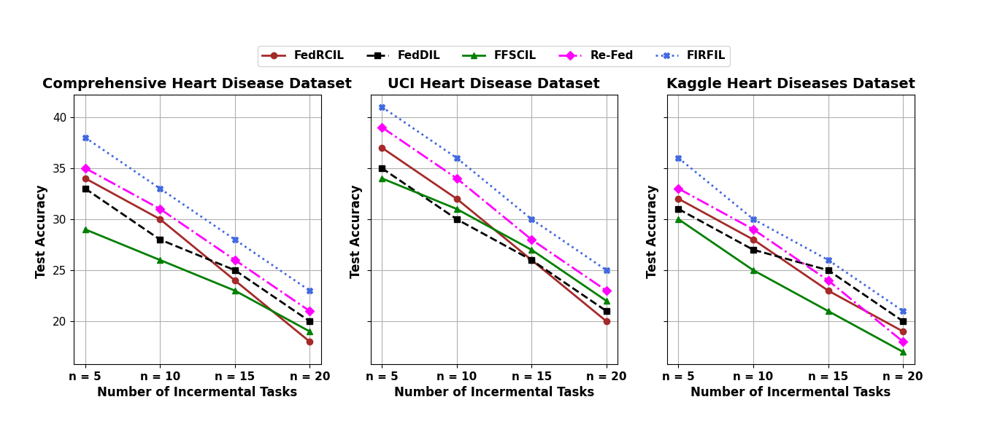 FedRCIL FedDIL FFSCIL Re-Fed FIRFIL
Comprehensive Heart Disease Dataset
40
35
30
25
20
Test Accuracy
n = 5 n = 10 n = 15 n = 20
Number of Incermental Tasks
UCI Heart Disease Dataset
Test Accuracy
n = 5 n = 10 n = 15 n = 20
Number of Incermental Tasks
Kaggle Heart Diseases Dataset
Test Accuracy
n = 5 n = 10 n = 15 n = 20
Number of Incermental Tasks